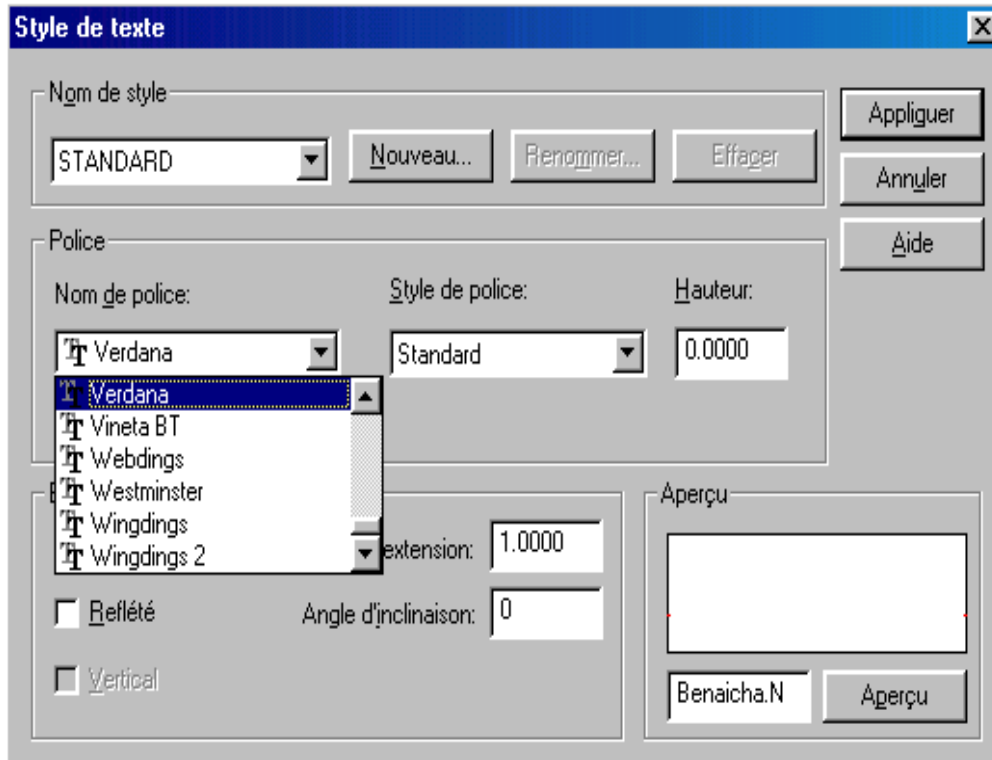 Style de texte
Nom de style
STANDARD
Nouveau...
Renommer...
Effacer
Appliquer
Annuler
Aide
Police
Nom de police:
Style de police:
Hauteur:
Verdana
Standard
0.0000
Verdana
Vineta BT
Webdings
Westminster
Wingdings
Wingdings 2
extension:
1.0000
Reflété
Angle d'inclinaison:
0
Vertical
Aperçu
Benaicha.N
Aperçu